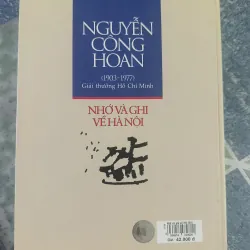 NGUYỄN
CÔNG
HOAN
(1903-1977)
Giải thưởng Hồ Chí Minh
NHỚ VÀ GHI
VỀ HÀ NỘI